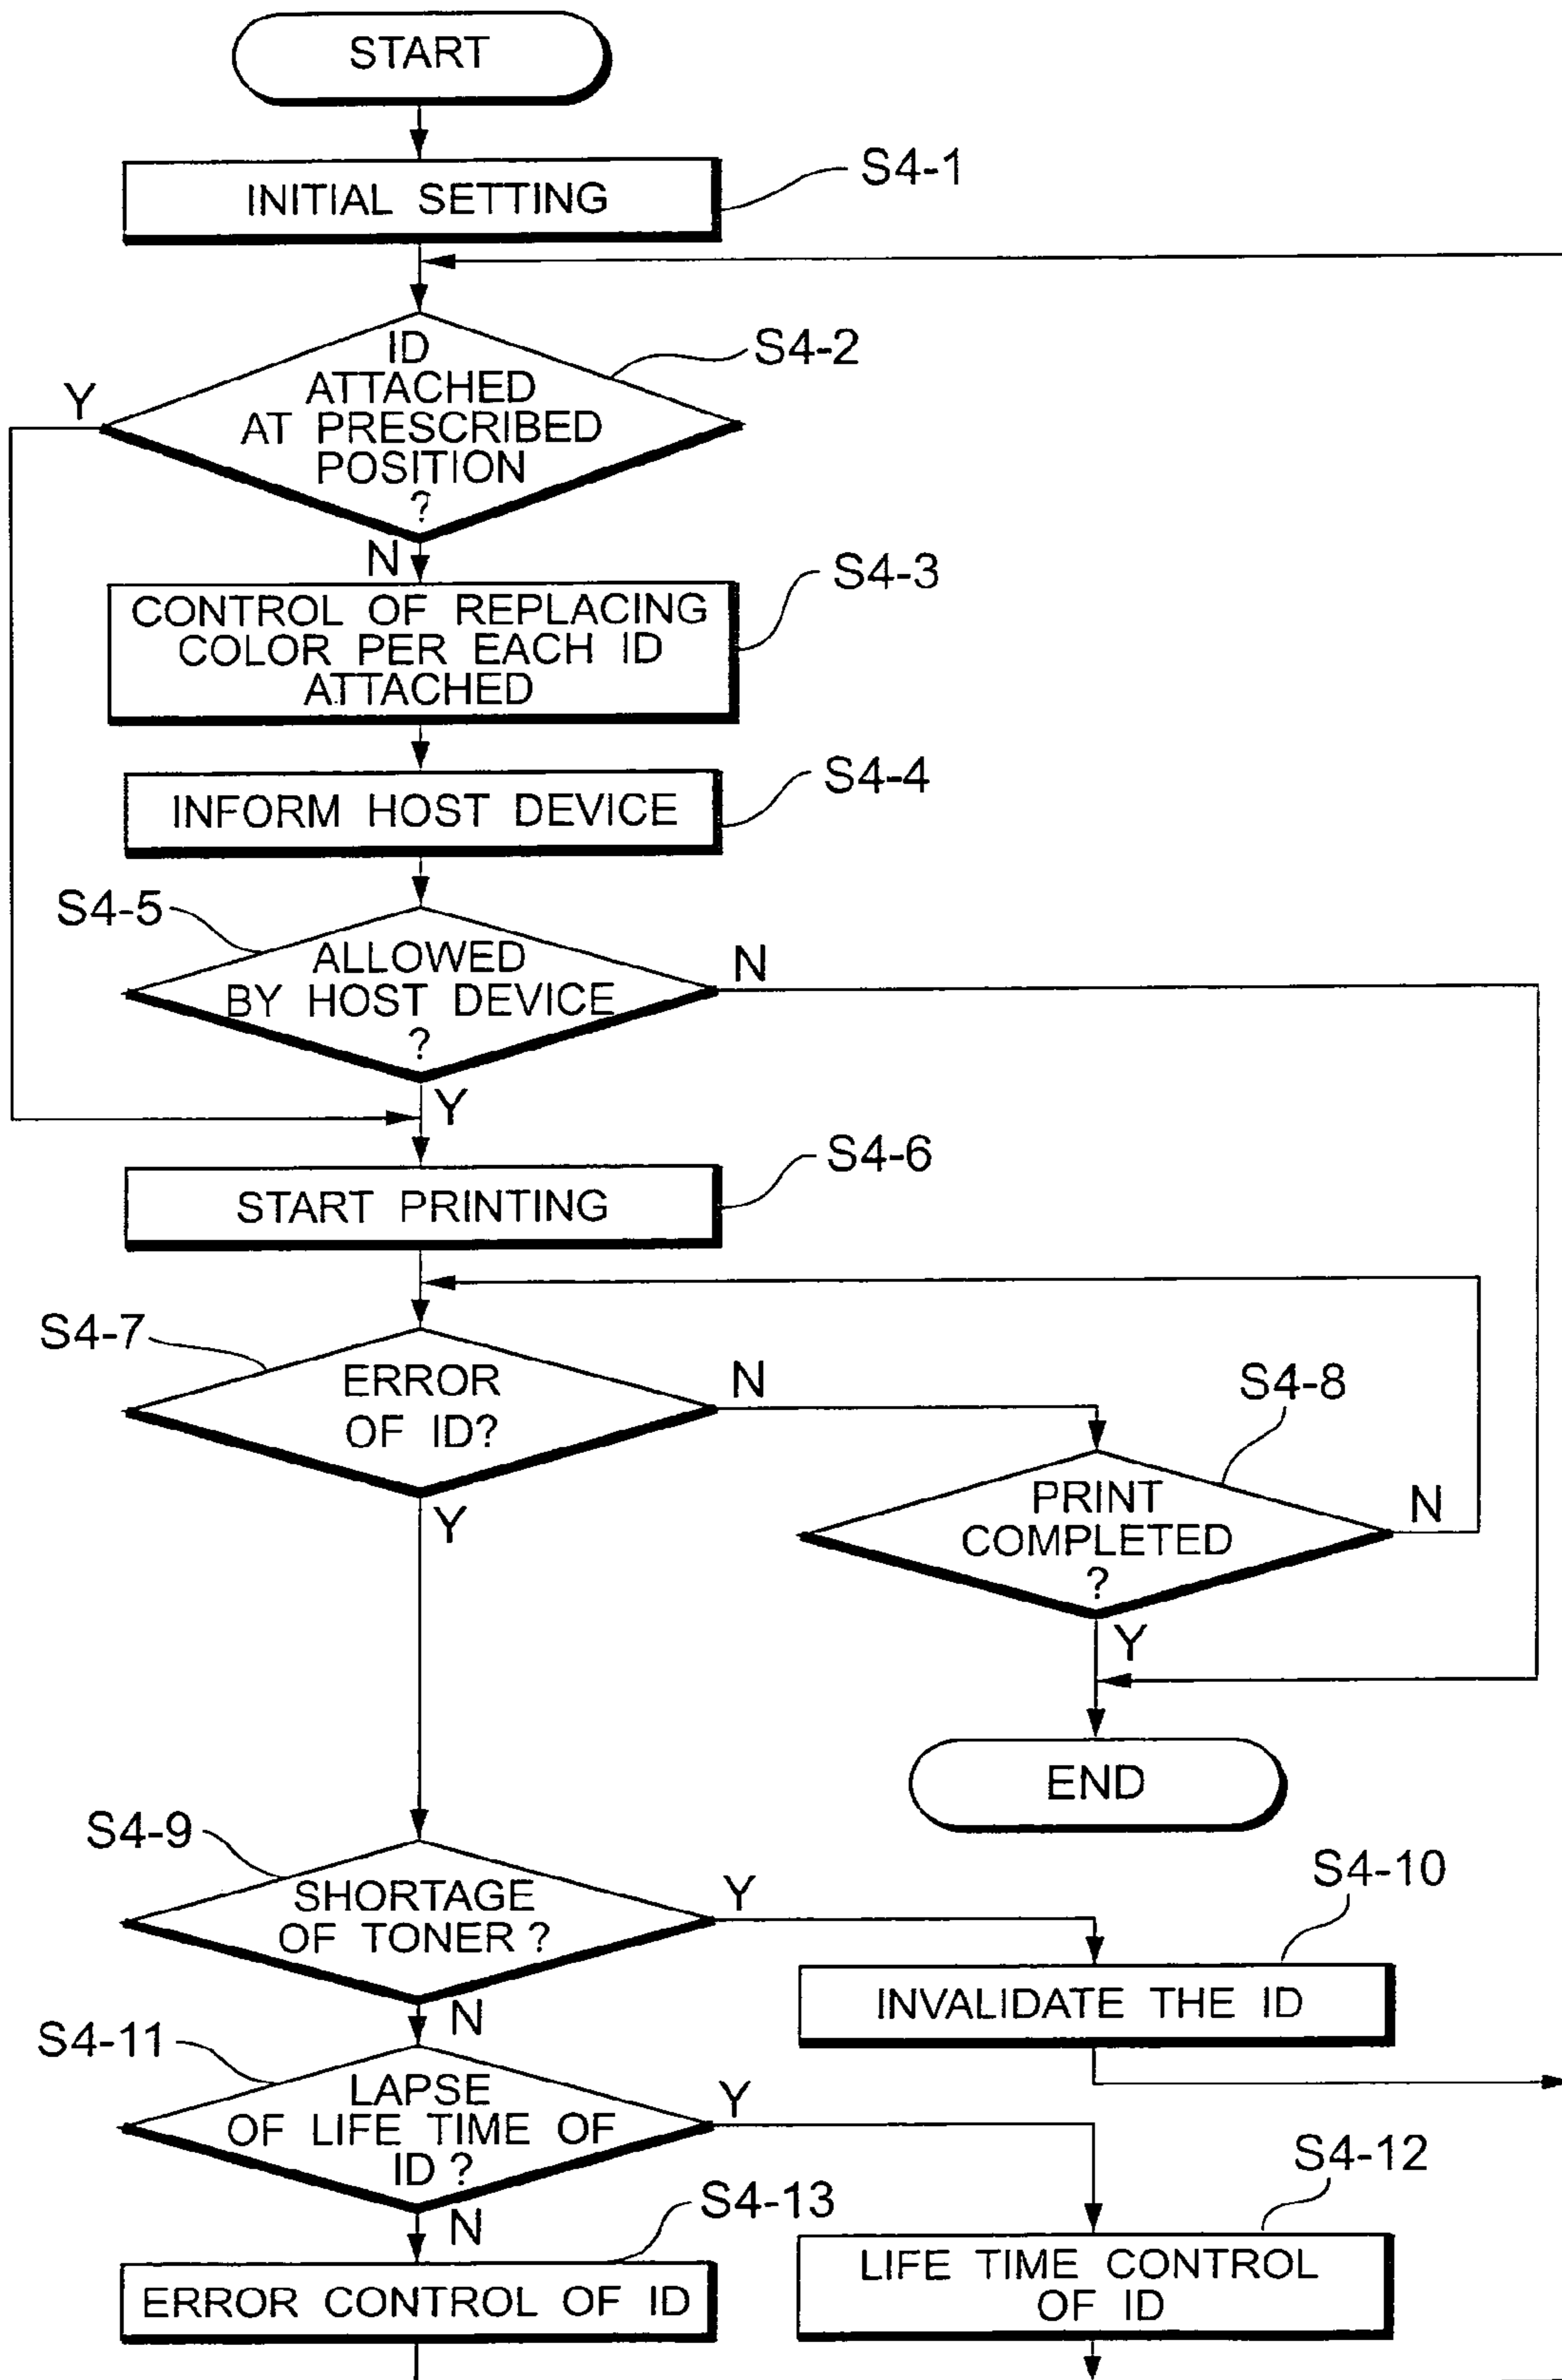 START
INITIAL SETTING
S4-1
ID
ATTACHED
AT PRESCRIBED
POSITION
?
S4-2
Y
N
CONTROL OF REPLACING
COLOR PER EACH ID
ATTACHED
S4-3
INFORM HOST DEVICE
S4-4
S4-5
ALLOWED
BY HOST DEVICE
?
N
Y
START PRINTING
S4-6
S4-7
ERROR
OF ID?
N
Y
S4-8
PRINT
COMPLETED
?
N
Y
END
S4-9
SHORTAGE
OF TONER?
Y
N
S4-10
INVALIDATE THE ID
S4-11
LAPSE
OF LIFE TIME OF
ID?
Y
N
S4-12
LIFE TIME CONTROL
OF ID
S4-13
ERROR CONTROL OF ID